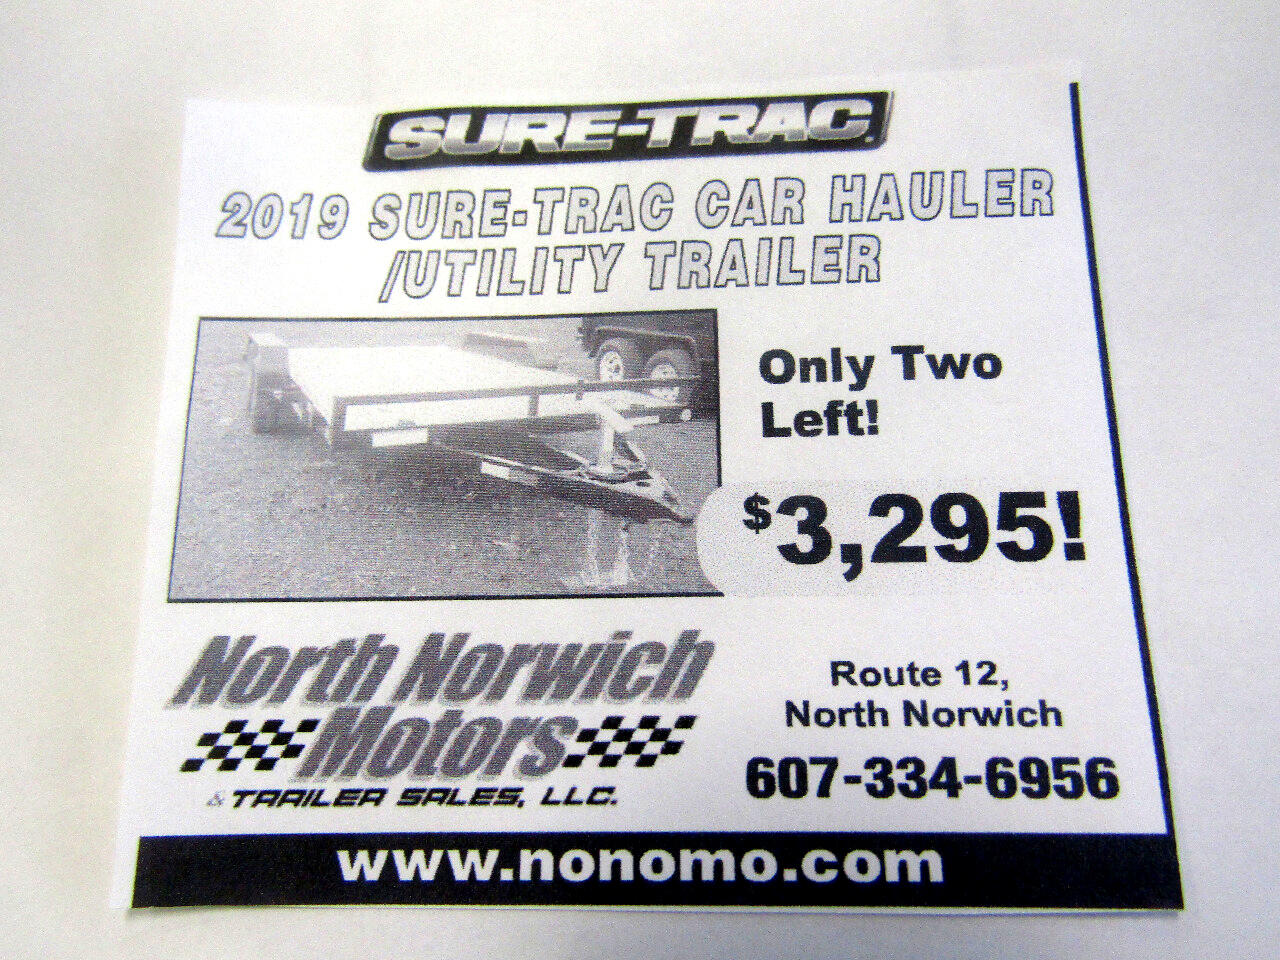 SURE-TRAC
2019 SURE-TRAC CAR HAULER
/UTILITY TRAILER
Only Two
Left!
$3,295!
North Norwich
Motors
& TRAILER SALES, LLC.
Route 12,
North Norwich
607-334-6956
www.nonomo.com